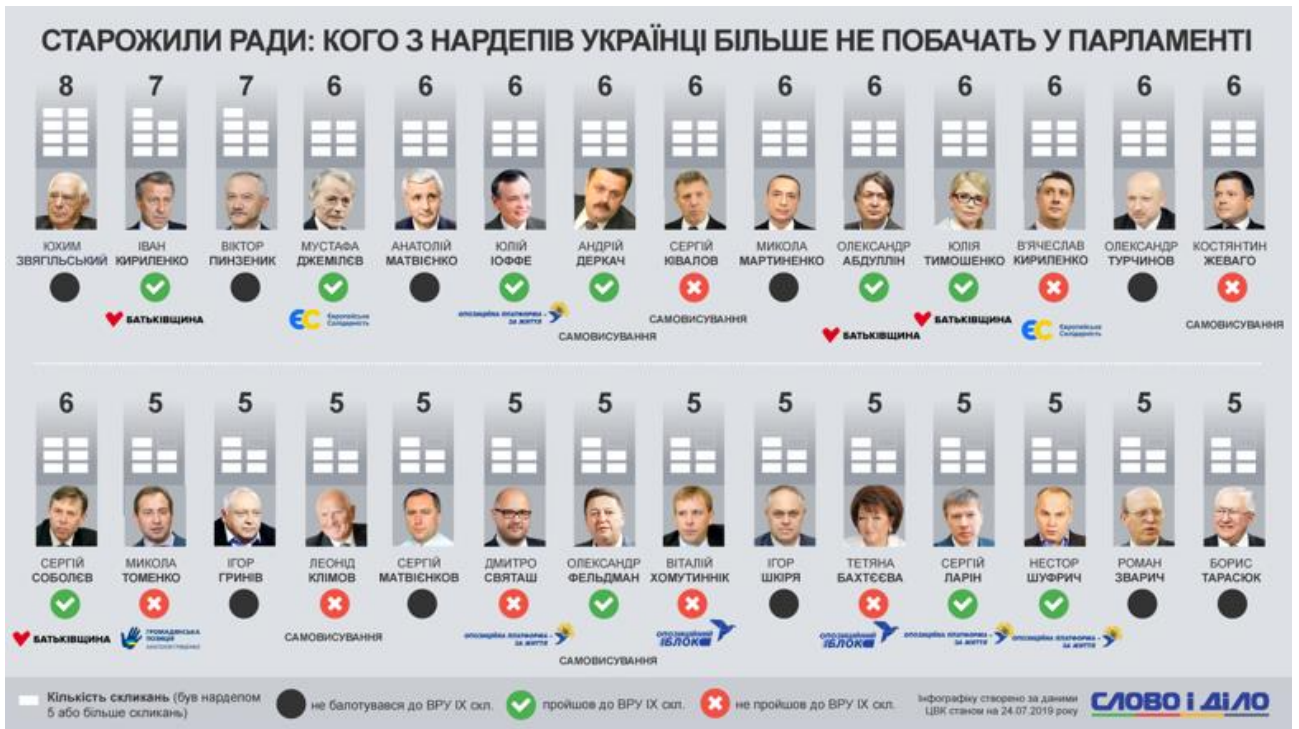 СТАРОЖИЛИ РАДИ: КОГО З НАРДЕПІВ УКРАЇНЦІ БІЛЬШЕ НЕ ПОБАЧАТЬ У ПАРЛАМЕНТІ
8 7 7 6 6 6 6 6 6 6 6 6 6 6
ЮХИМ ІВАН ВІКТОР МУСТАФА АНАТОЛІЙ ЮЛІЙ АНДРІЙ СЕРГІЙ МИКОЛА ОЛЕКСАНДР ЮЛІЯ В'ЯЧЕСЛАВ ОЛЕКСАНДР КОСТЯНТИН
ЗВЯГІЛЬСЬКИЙ КИРИЛЕНКО ПИНЗЕНИК ДЖЕМІЛЄВ МАТВІЄНКО ІОФФЕ ДЕРКАЧ КІВАЛОВ МАРТИНЕНКО АБДУЛЛІН ТИМОШЕНКО КИРИЛЕНКО ТУРЧИНОВ ЖЕВАГО
БАТЬКІВЩИНА ЄС Європейська Солідарність ОПОЗИЦІЙНА ПЛАТФОРМА - ЗА ЖИТТЯ САМОВИСУВАННЯ САМОВИСУВАННЯ БАТЬКІВЩИНА БАТЬКІВЩИНА ЄС Європейська Солідарність САМОВИСУВАННЯ
6 5 5 5 5 5 5 5 5 5 5 5 5 5
СЕРГІЙ МИКОЛА ІГОР ЛЕОНІД СЕРГІЙ ДМИТРО ОЛЕКСАНДР ВІТАЛІЙ ІГОР ТЕТЯНА СЕРГІЙ НЕСТОР РОМАН БОРИС
СОБОЛЄВ ТОМЕНКО ГРИНІВ КЛІМОВ МАТВІЄНКОВ СВЯТАШ ФЕЛЬДМАН ХОМУТИННІК ШКІРЯ БАХТЄЄВА ЛАРІН ШУФРИЧ ЗВАРИЧ ТАРАСЮК
БАТЬКІВЩИНА ГРОМАДЯНСЬКА ПОЗИЦІЯ САМОВИСУВАННЯ ОПОЗИЦІЙНА ПЛАТФОРМА - ЗА ЖИТТЯ САМОВИСУВАННЯ ОПОЗИЦІЙНИЙ БЛОК ОПОЗИЦІЙНИЙ БЛОК ОПОЗИЦІЙНА ПЛАТФОРМА - ЗА ЖИТТЯ ОПОЗИЦІЙНА ПЛАТФОРМА - ЗА ЖИТТЯ
Кількість скликань (був нардепом
5 або більше скликань)
не балотувався до ВРУ IX скл.
пройшов до ВРУ IX скл.
не пройшов до ВРУ IX скл.
Інфографіку створено за даними
ЦВК станом на 24.07.2019 року
СЛОВО і ДІЛО